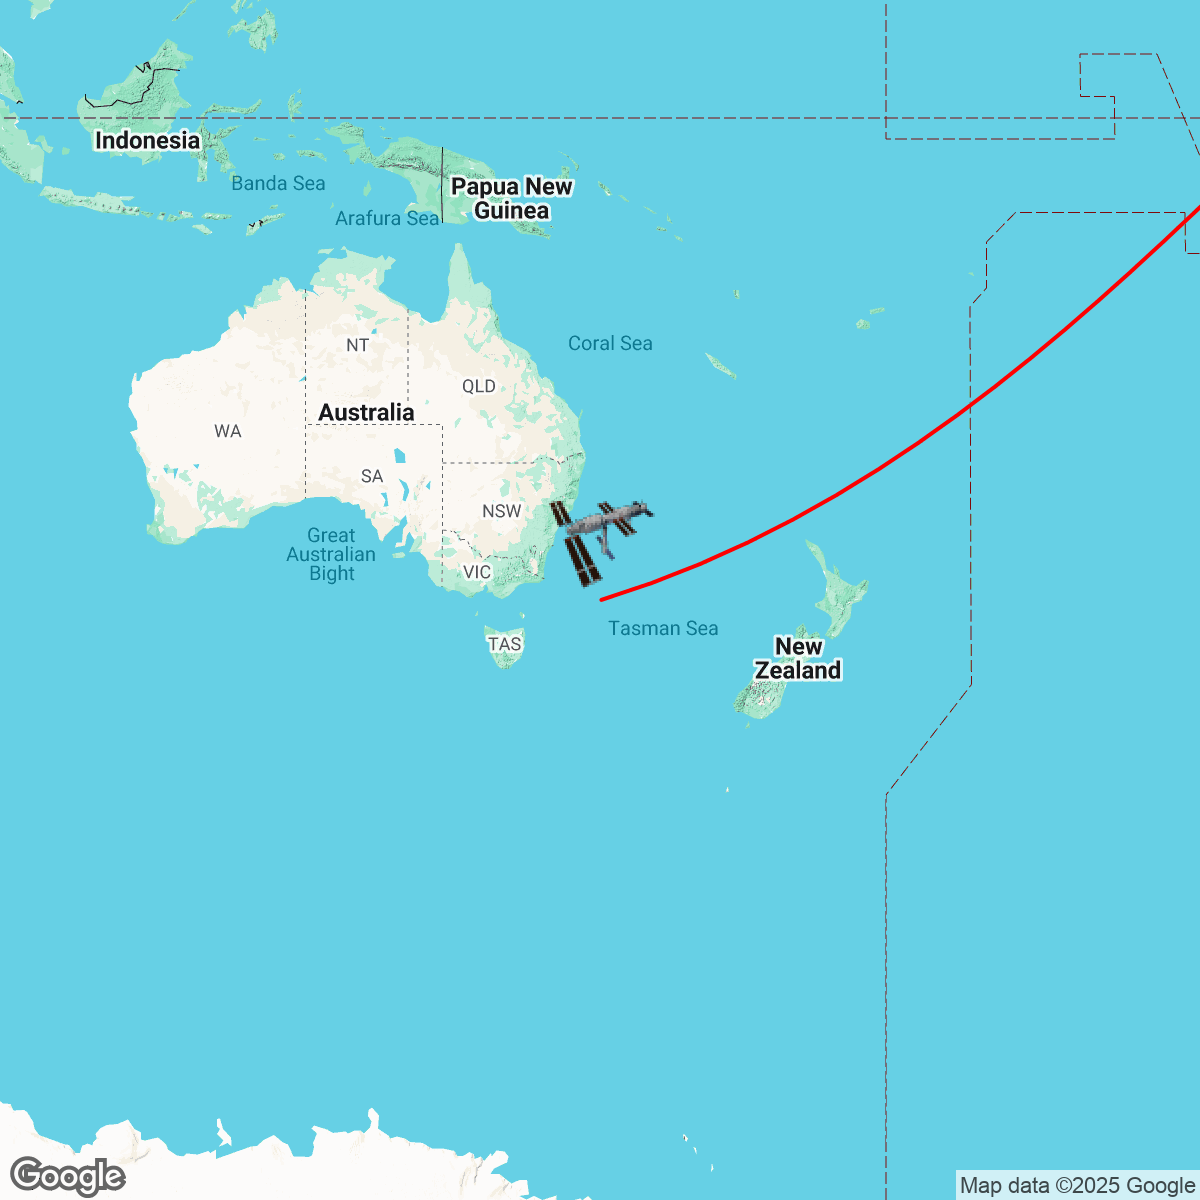 Indonesia
Banda Sea
Papua New
Guinea
Arafura Sea
Coral Sea
NT
QLD
Australia
WA
SA
NSW
Great
Australian
Bight
VIC
Tasman Sea
TAS
New
Zealand
Google
Map data ©2025 Google